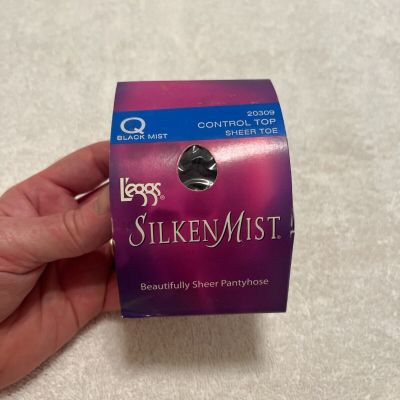 20309
Q CONTROL TOP
BLACK MIST SHEER TOE
L'eggs®
SILKEN MIST®
Beautifully Sheer Pantyhose